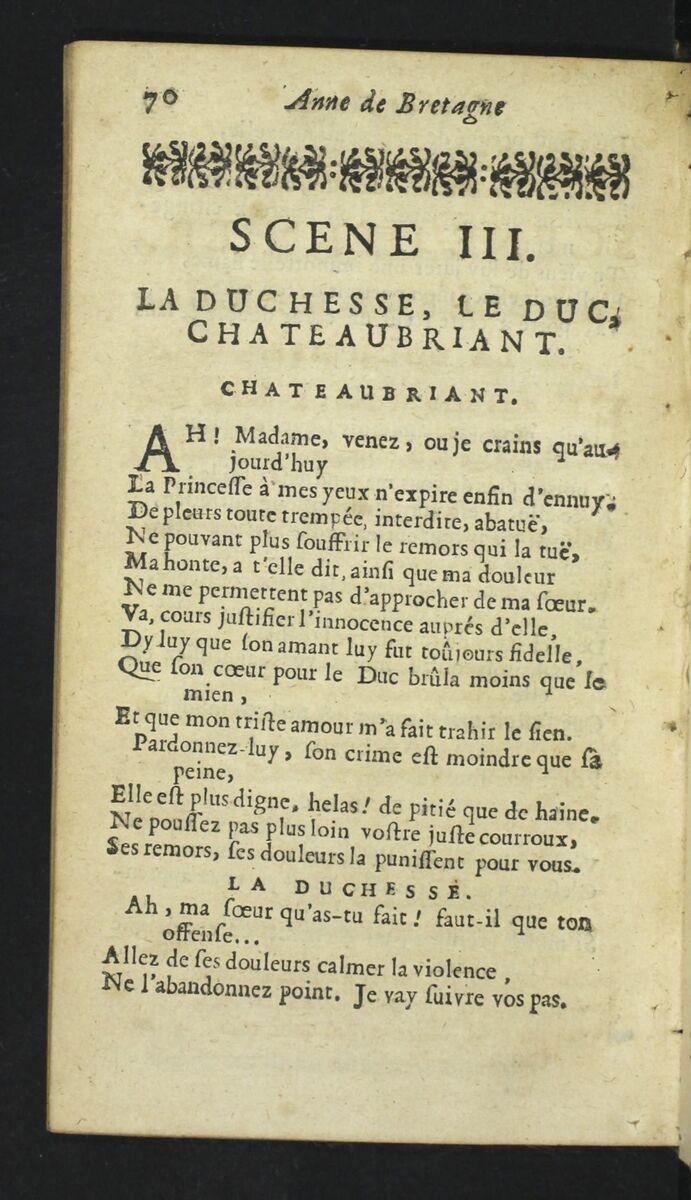 70 Anne de Bretagne
SCENE III.
LA DUCHESSE, LE DUC,
CHATEAUBRIANT.
CHATEAUBRIANT.
AH! Madame, venez, ou je crains qu'au-
jourd'huy
La Princeſſe à mes yeux n'expire enfin d'ennuy.
De pleurs toute trempée, interdite, abatuë,
Ne pouvant plus ſouffrir le remors qui la tuë,
Ma honte, a t'elle dit, ainſi que ma douleur
Ne me permettent pas d'approcher de ma ſœur.
Va, cours juſtifier l'innocence auprés d'elle,
Dy luy que ſon amant luy fut toûjours fidelle,
Que ſon cœur pour le Duc brûla moins que le
mien,
Et que mon triſte amour m'a fait trahir le ſien.
Pardonnez-luy, ſon crime eſt moindre que ſa
peine,
Elle eſt plus digne, helas! de pitié que de haine.
Ne pouſſez pas plus loin voſtre juſte courroux,
Ses remors, ſes douleurs la puniſſent pour vous.
LA DUCHESSE.
Ah, ma ſœur qu'as-tu fait! faut-il que ton
offenſe...
Allez de ſes douleurs calmer la violence,
Ne l'abandonnez point. Je vay ſuivre vos pas.